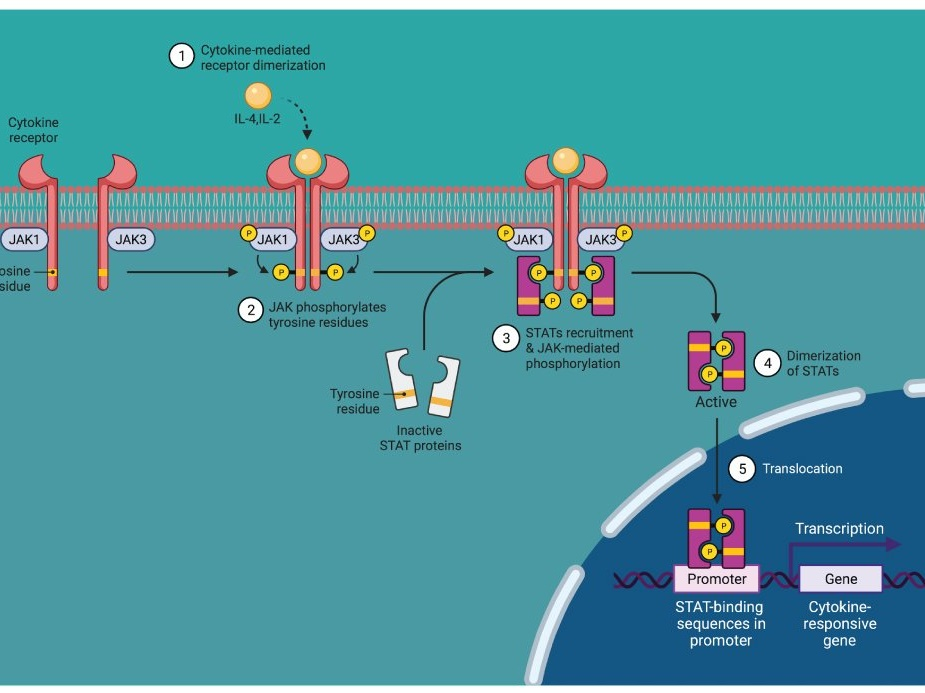 1
Cytokine-mediated
receptor dimerization
IL-4,IL-2
Cytokine
receptor
JAK1
JAK3
P
JAK1
JAK3
P
P
P
osine
sidue
2
JAK phosphorylates
tyrosine residues
P
JAK1
JAK3
P
P
P
P
P
3
STATs recruitment
& JAK-mediated
phosphorylation
Tyrosine
residue
Inactive
STAT proteins
P
P
Active
4
Dimerization
of STATs
5
Translocation
P
P
Transcription
Promoter
Gene
STAT-binding
sequences in
promoter
Cytokine-
responsive
gene